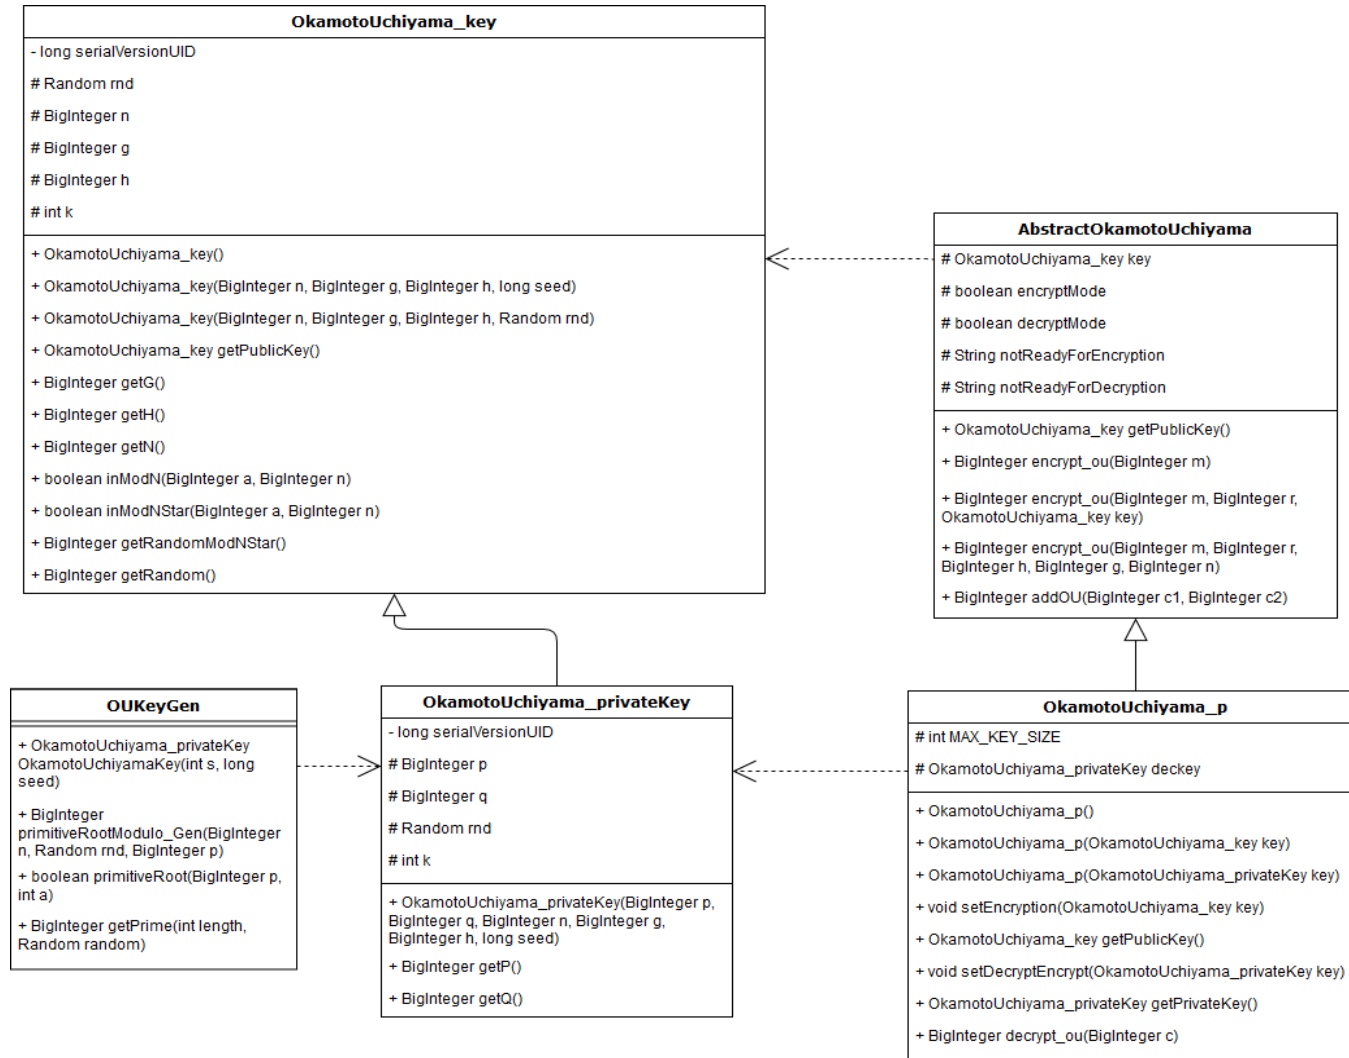 OkamotoUchiyama_key
- long serialVersionUID
# Random rnd
# BigInteger n
# BigInteger g
# BigInteger h
# int k
+ OkamotoUchiyama_key()
+ OkamotoUchiyama_key(BigInteger n, BigInteger g, BigInteger h, long seed)
+ OkamotoUchiyama_key(BigInteger n, BigInteger g, BigInteger h, Random rnd)
+ OkamotoUchiyama_key getPublicKey()
+ BigInteger getG()
+ BigInteger getH()
+ BigInteger getN()
+ boolean inModN(BigInteger a, BigInteger n)
+ boolean inModNStar(BigInteger a, BigInteger n)
+ BigInteger getRandomModNStar()
+ BigInteger getRandom()
AbstractOkamotoUchiyama
# OkamotoUchiyama_key key
# boolean encryptMode
# boolean decryptMode
# String notReadyForEncryption
# String notReadyForDecryption
+ OkamotoUchiyama_key getPublicKey()
+ BigInteger encrypt_ou(BigInteger m)
+ BigInteger encrypt_ou(BigInteger m, BigInteger r,
OkamotoUchiyama_key key)
+ BigInteger encrypt_ou(BigInteger m, BigInteger r,
BigInteger h, BigInteger g, BigInteger n)
+ BigInteger addOU(BigInteger c1, BigInteger c2)
OUKeyGen
+ OkamotoUchiyama_privateKey
OkamotoUchiyamaKey(int s, long
seed)
+ BigInteger
primitiveRootModulo_Gen(BigInteger
n, Random rnd, BigInteger p)
+ boolean primitiveRoot(BigInteger p,
int a)
+ BigInteger getPrime(int length,
Random random)
OkamotoUchiyama_privateKey
- long serialVersionUID
# BigInteger p
# BigInteger q
# Random rnd
# int k
+ OkamotoUchiyama_privateKey(BigInteger p,
BigInteger q, BigInteger n, BigInteger g,
BigInteger h, long seed)
+ BigInteger getP()
+ BigInteger getQ()
OkamotoUchiyama_p
# int MAX_KEY_SIZE
# OkamotoUchiyama_privateKey deckey
+ OkamotoUchiyama_p()
+ OkamotoUchiyama_p(OkamotoUchiyama_key key)
+ OkamotoUchiyama_p(OkamotoUchiyama_privateKey key)
+ void setEncryption(OkamotoUchiyama_key key)
+ OkamotoUchiyama_key getPublicKey()
+ void setDecryptEncrypt(OkamotoUchiyama_privateKey key)
+ OkamotoUchiyama_privateKey getPrivateKey()
+ BigInteger decrypt_ou(BigInteger c)